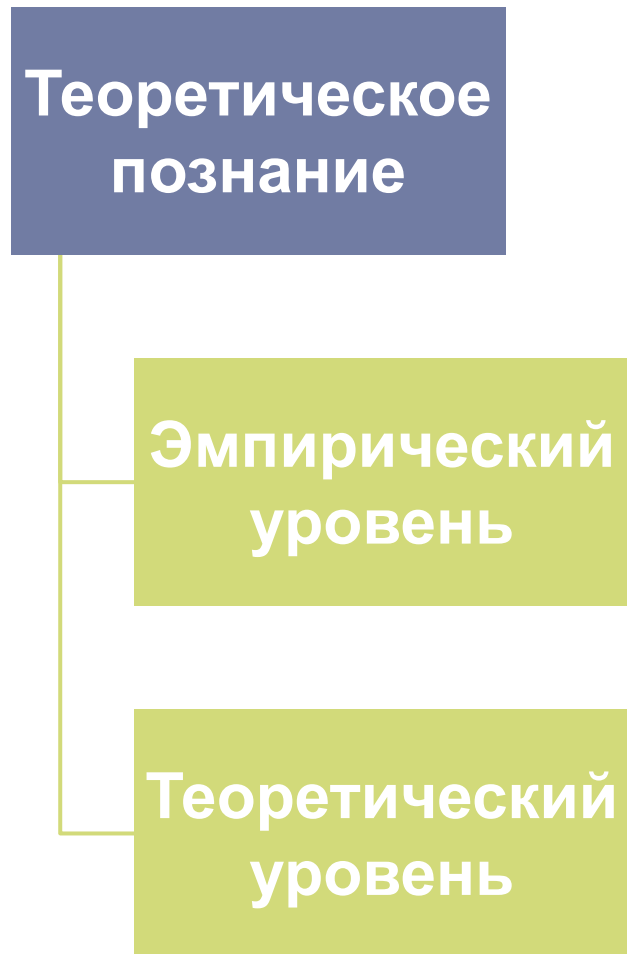 Теоретическое
познание
Эмпирический
уровень
Теоретический
уровень